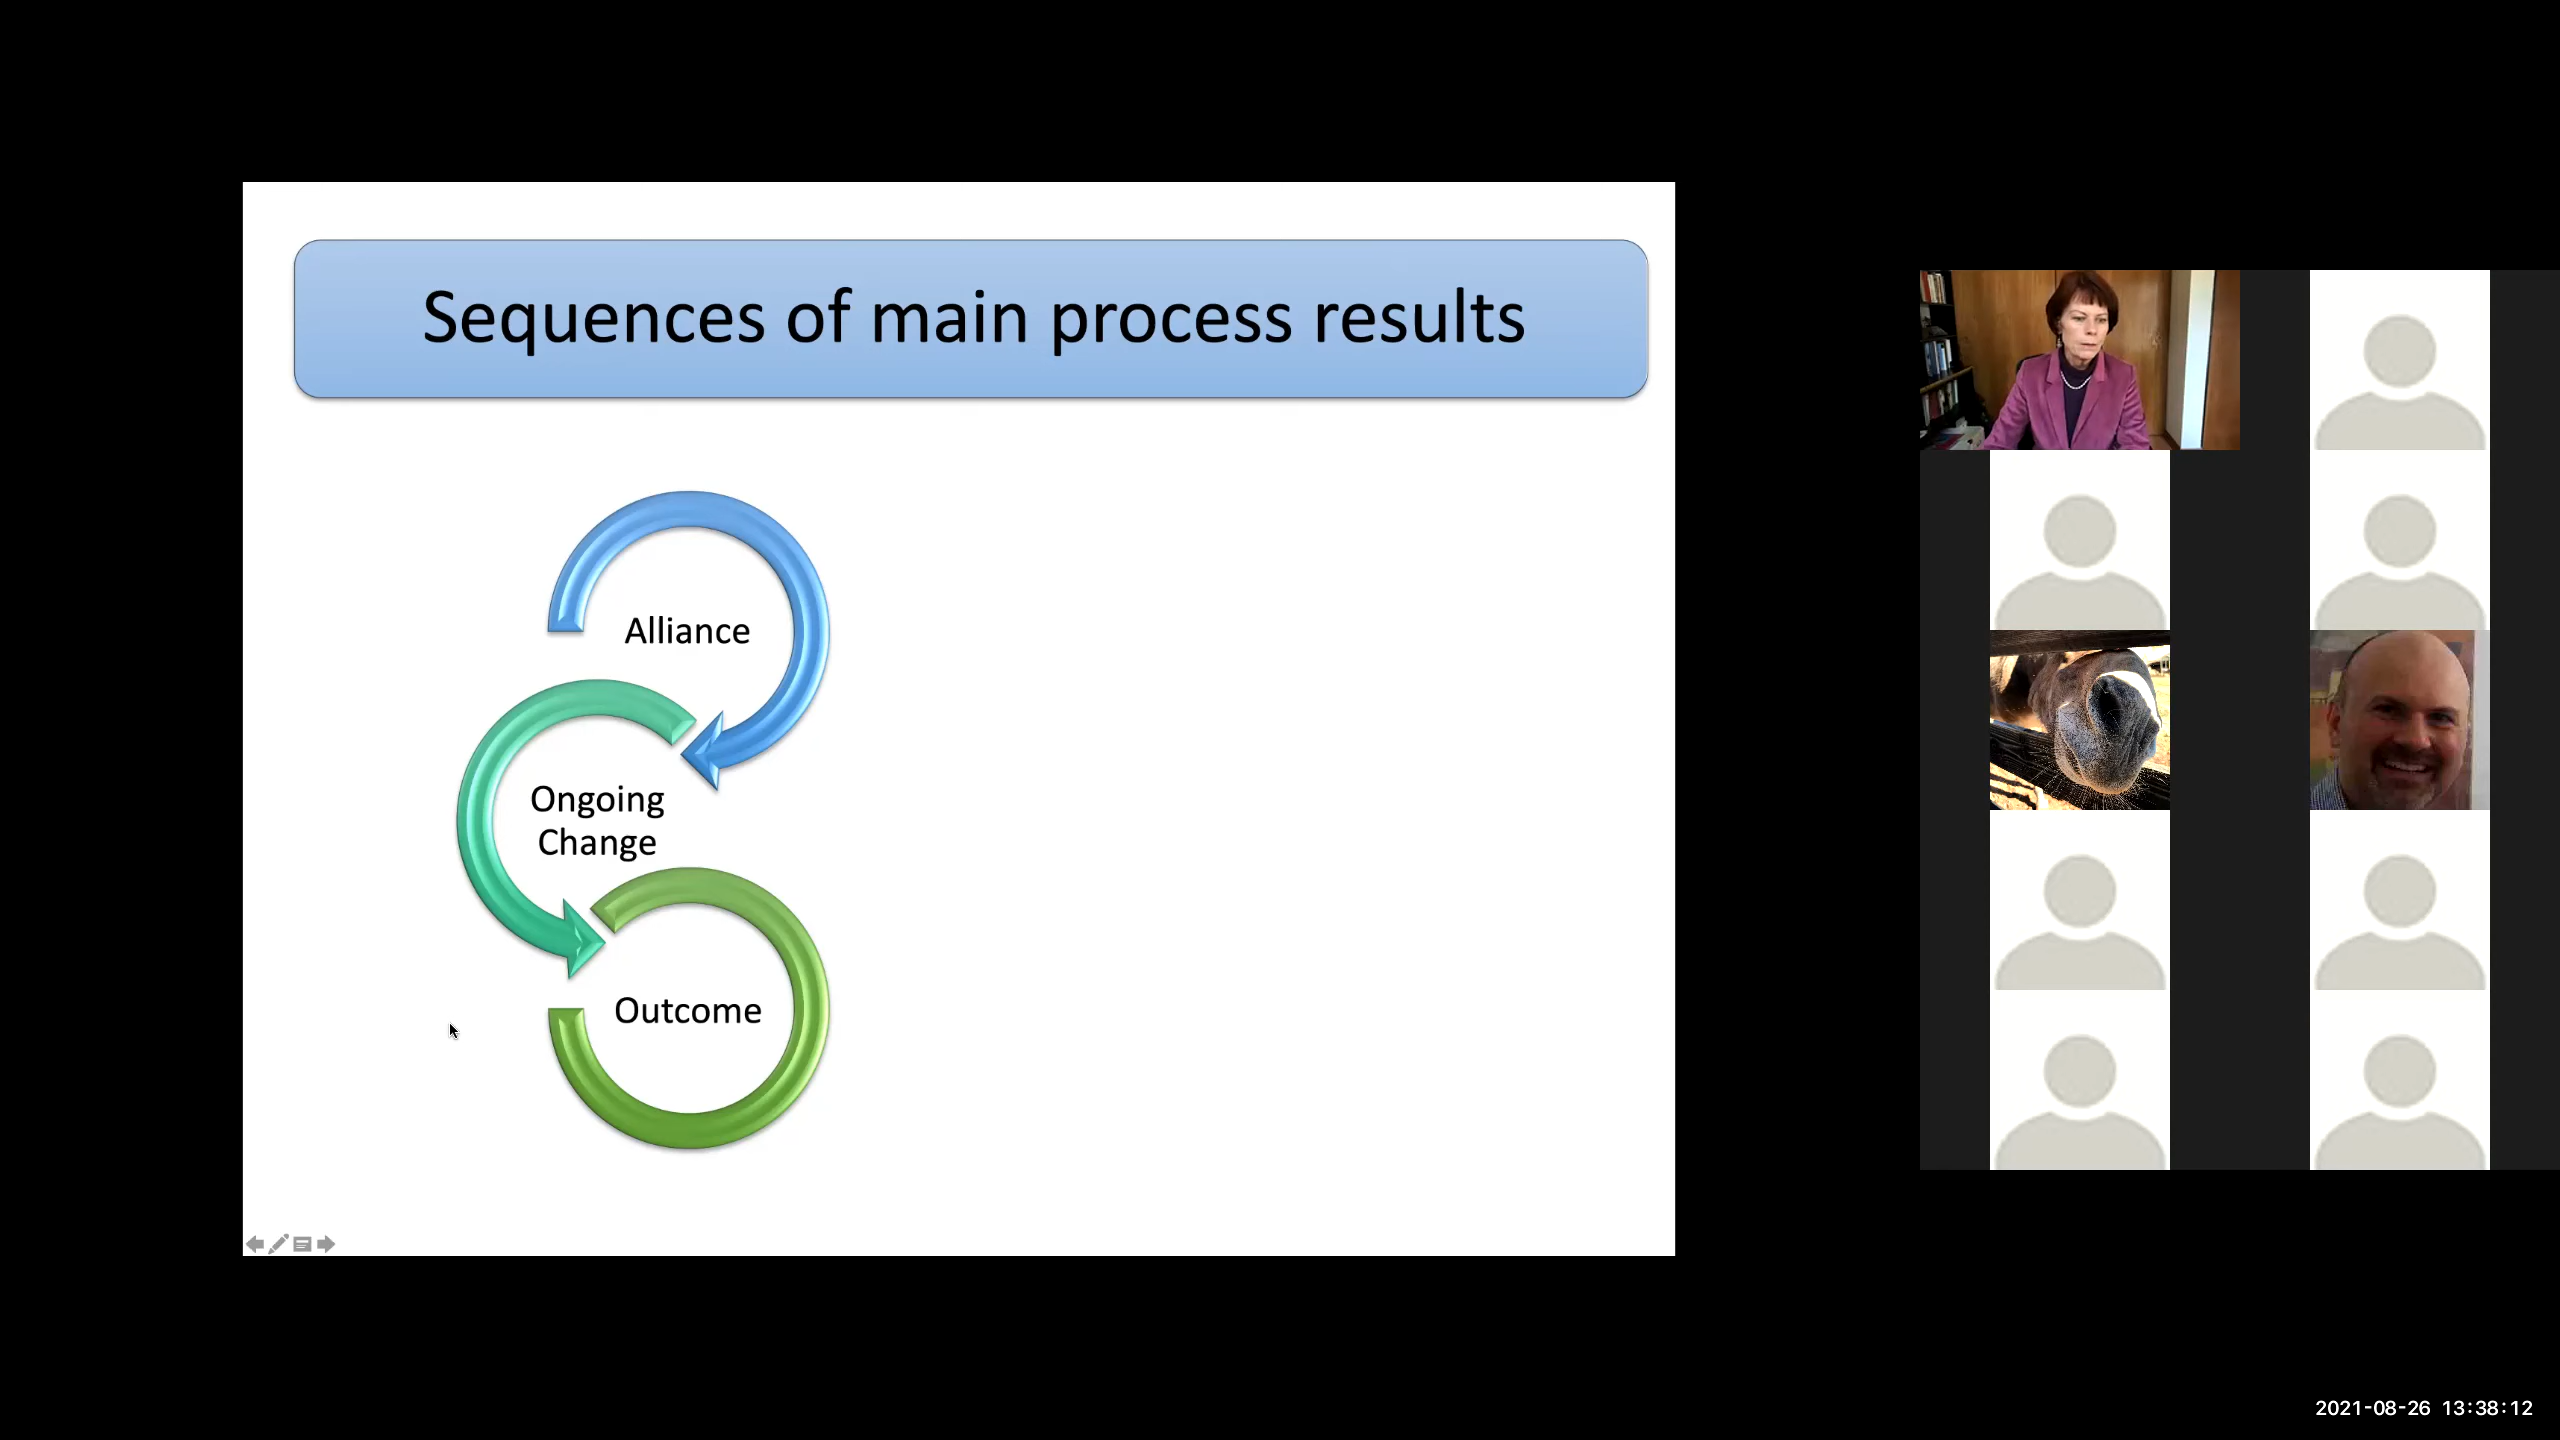 Sequences of main process results
Alliance
Ongoing
Change
Outcome
2021-08-26 13:38:12